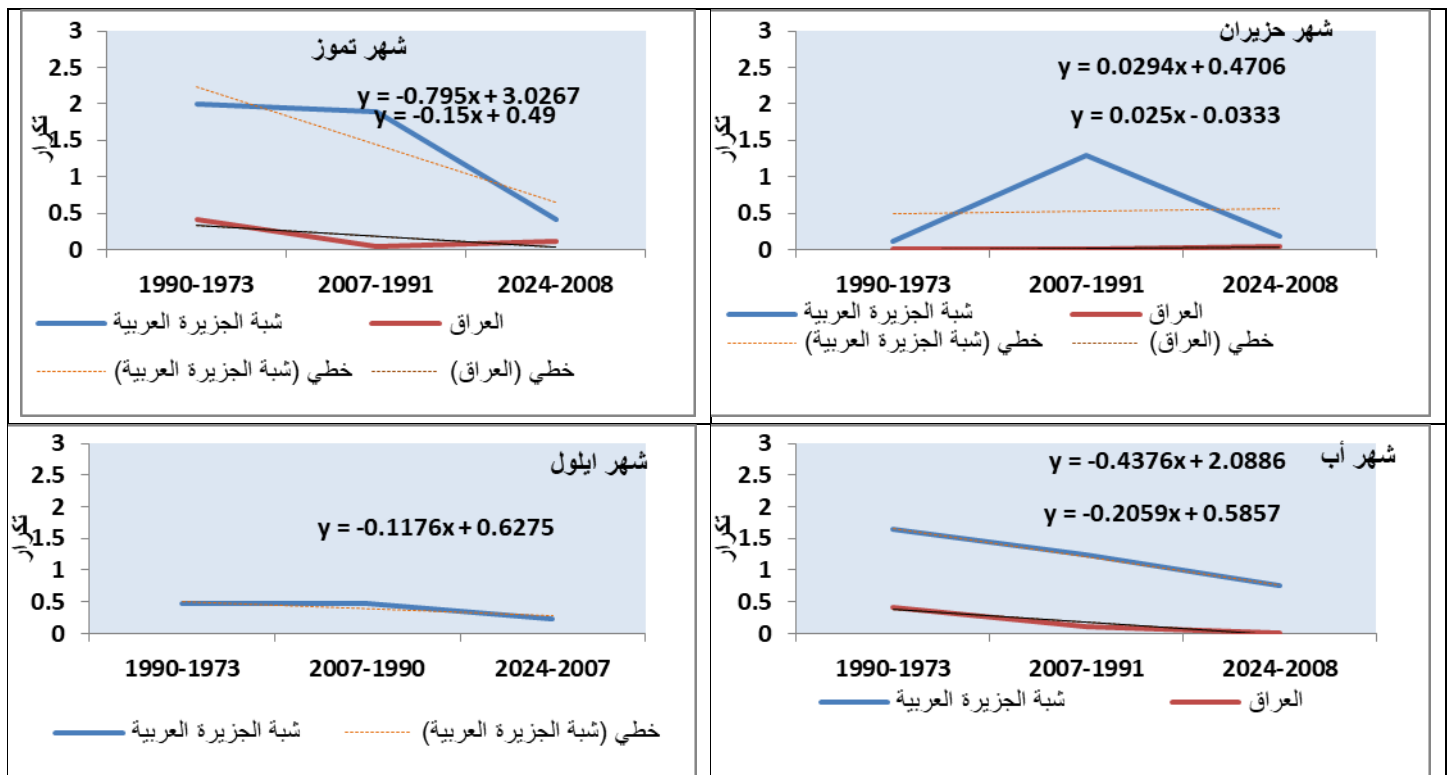 شهر حزيران
y = 0.0294x + 0.4706
y = 0.025x - 0.0333
تكرار
3
2.5
2
1.5
1
0.5
0
1990-1973 2007-1991 2024-2008
شبة الجزيرة العربية العراق
خطي (شبة الجزيرة العربية) خطي (العراق)
شهر تموز
y = -0.795x + 3.0267
y = -0.15x + 0.49
تكرار
3
2.5
2
1.5
1
0.5
0
1990-1973 2007-1991 2024-2008
شبة الجزيرة العربية العراق
خطي (شبة الجزيرة العربية) خطي (العراق)
شهر أب
y = -0.4376x + 2.0886
y = -0.2059x + 0.5857
تكرار
3
2.5
2
1.5
1
0.5
0
1990-1973 2007-1991 2024-2008
شبة الجزيرة العربية العراق
شهر ايلول
y = -0.1176x + 0.6275
تكرار
3
2.5
2
1.5
1
0.5
0
1990-1973 2007-1990 2024-2007
شبة الجزيرة العربية خطي (شبة الجزيرة العربية)